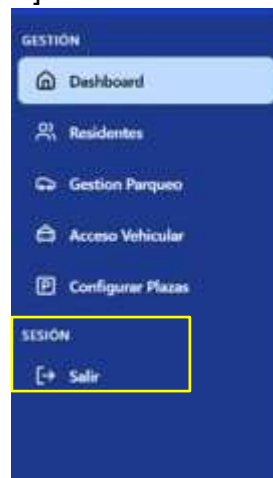 GESTIÓN
Dashboard
Residentes
Gestion Parqueo
Acceso Vehicular
Configurar Plazas
SESIÓN
Salir